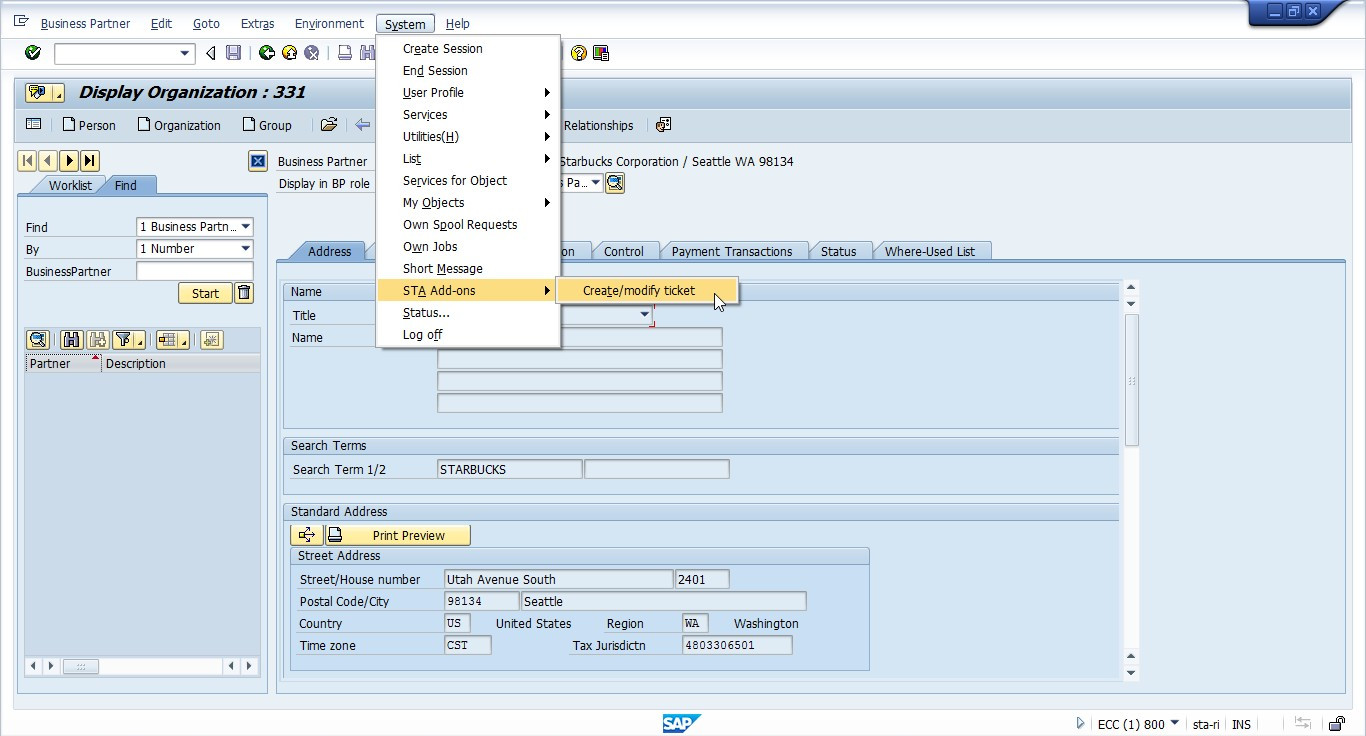 Business Partner Edit Goto Extras Environment System Help
Display Organization : 331
Person Organization Group Relationships
Create Session
End Session
User Profile
Services
Utilities(H)
List
Services for Object
My Objects
Own Spool Requests
Own Jobs
Short Message
STA Add-ons
Create/modify ticket
Status...
Log off
Business Partner Starbucks Corporation / Seattle WA 98134
Display in BP role Pa...
Worklist Find
Find 1 Business Partn...
By 1 Number
BusinessPartner
Start
Partner Description
Address Control Payment Transactions Status Where-Used List
Name
Title
Name
Search Terms
Search Term 1/2 STARBUCKS
Standard Address
Print Preview
Street Address
Street/House number Utah Avenue South 2401
Postal Code/City 98134 Seattle
Country US United States Region WA Washington
Time zone CST Tax Jurisdictn 4803306501
SAP ECC (1) 800 sta-ri INS